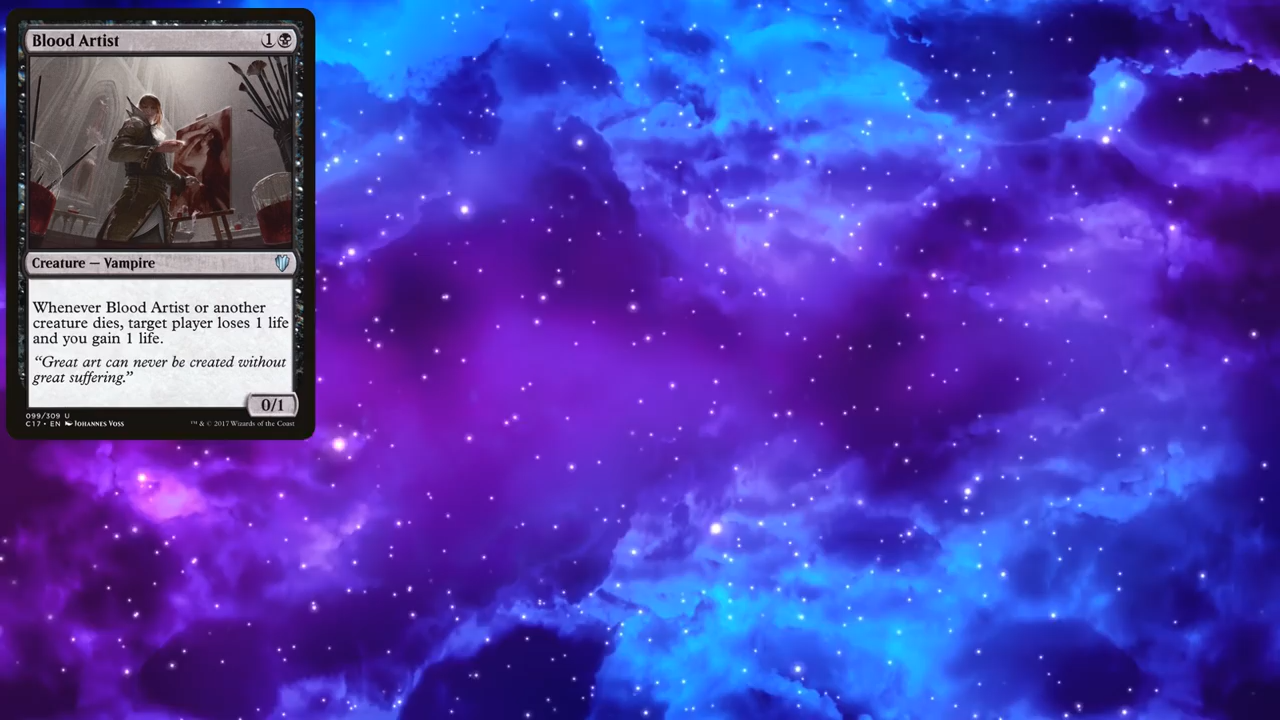 Blood Artist 1
Creature — Vampire
Whenever Blood Artist or another
creature dies, target player loses 1 life
and you gain 1 life.
“Great art can never be created without
great suffering.”
0/1
099/309 U
C17 • EN Johannes Voss
™ & © 2017 Wizards of the Coast